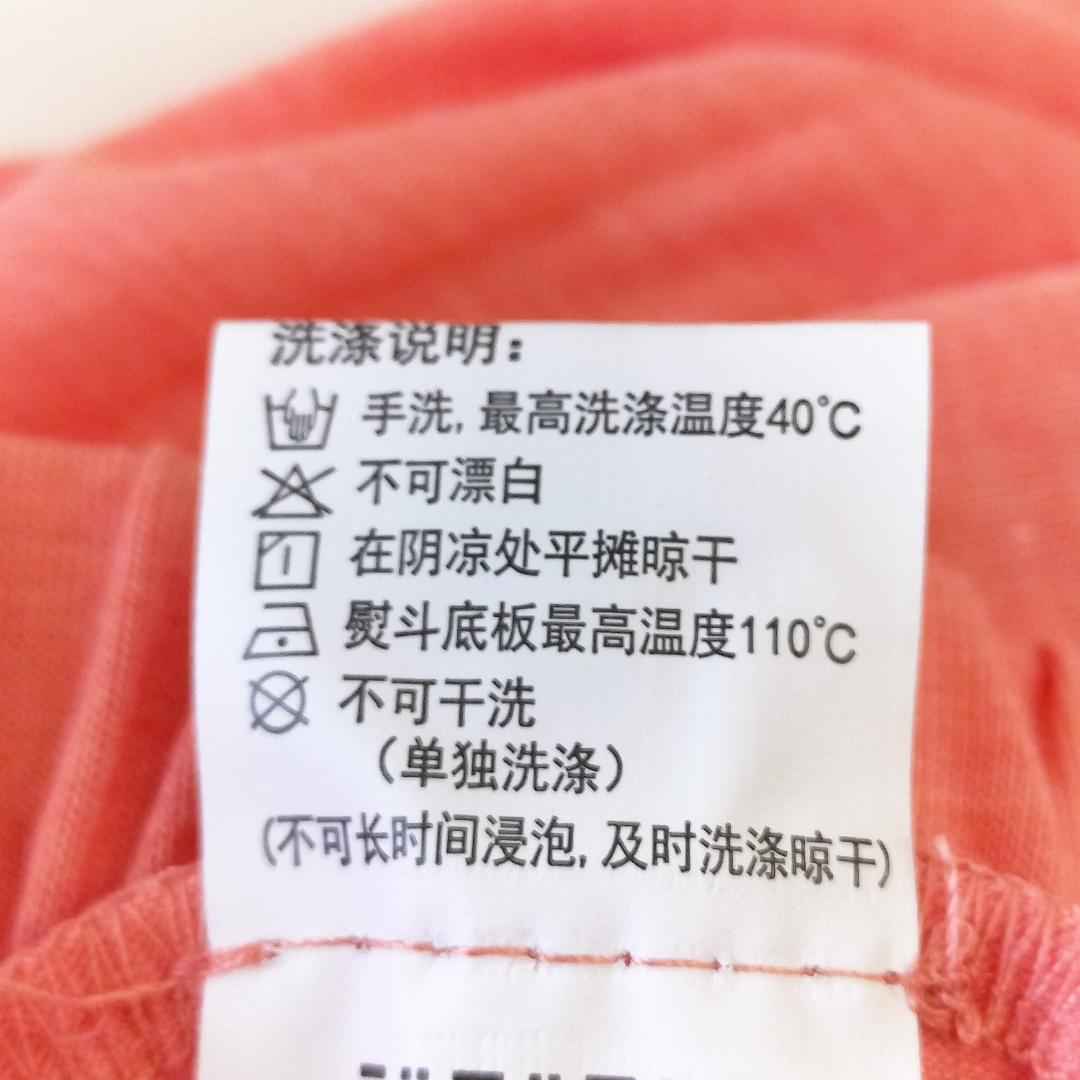 洗涤说明:
手洗, 最高洗涤温度40℃
不可漂白
在阴凉处平摊晾干
熨斗底板最高温度110℃
不可干洗
(单独洗涤)
(不可长时间浸泡, 及时洗涤晾干)